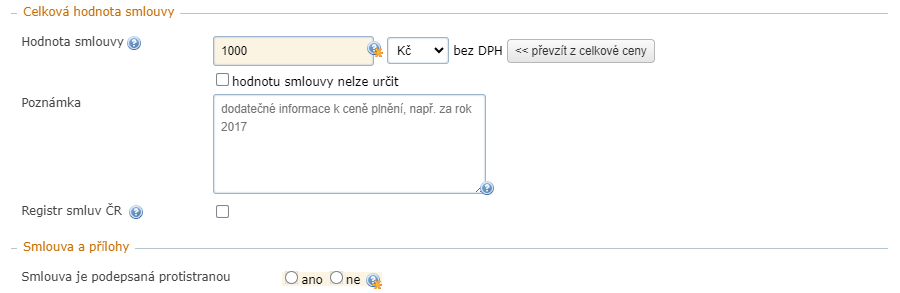 Celková hodnota smlouvy
Hodnota smlouvy
1000 Kč bez DPH << převzít z celkové ceny
hodnotu smlouvy nelze určit
Poznámka
dodatečné informace k ceně plnění, např. za rok
2017
Registr smluv ČR
Smlouva a přílohy
Smlouva je podepsaná protistranou ano ne